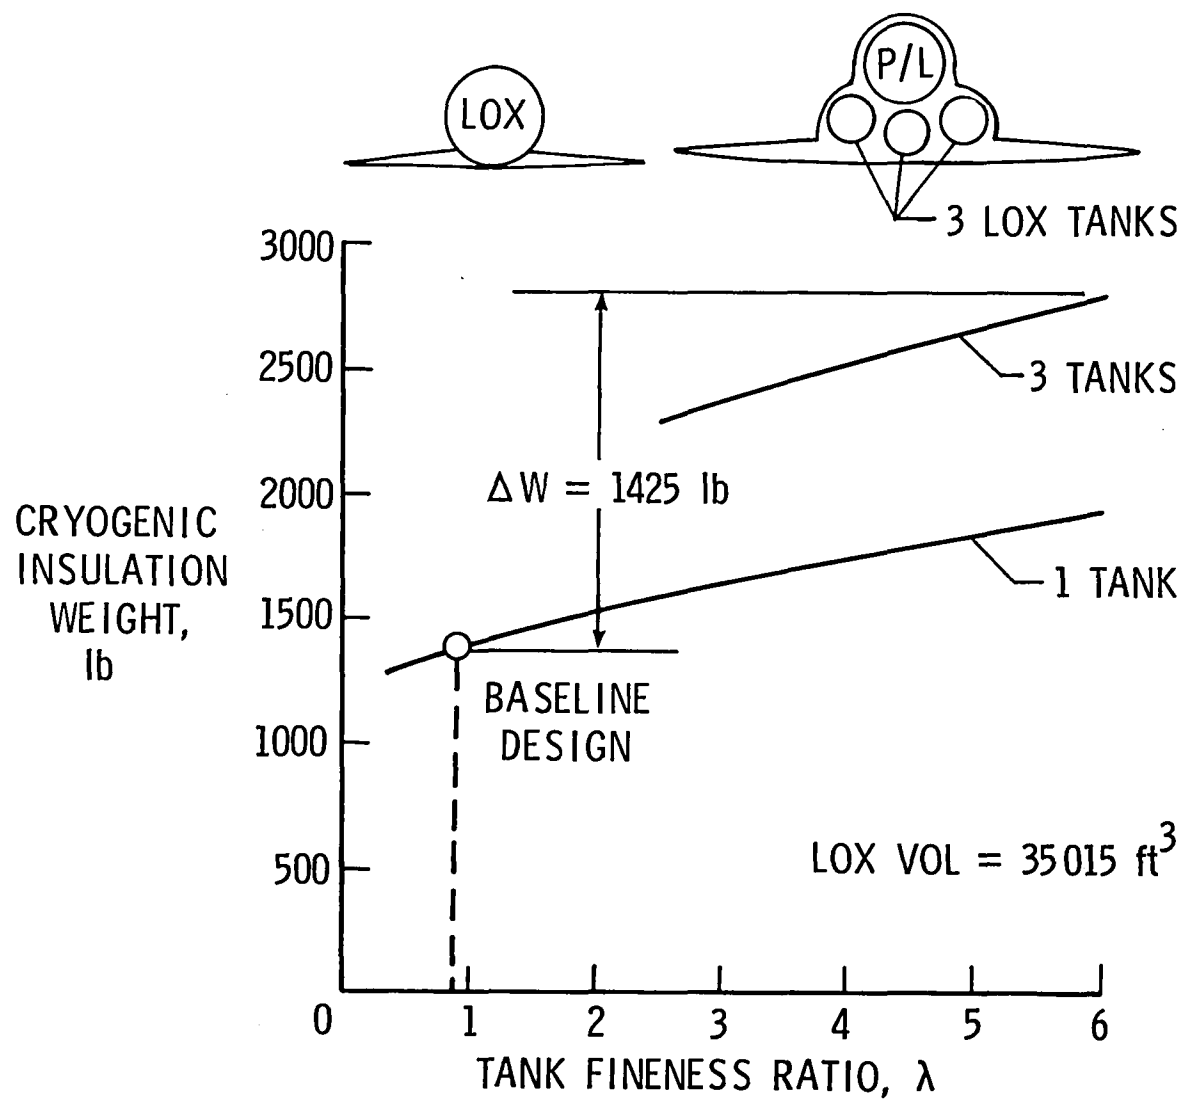 LOX
P/L
3 LOX TANKS
3000
2500
2000
1500
1000
500
0
3 TANKS
ΔW = 1425 lb
CRYOGENIC
INSULATION
WEIGHT,
lb
1 TANK
BASELINE
DESIGN
LOX VOL = 35015 ft³
1 2 3 4 5 6
TANK FINENESS RATIO, λ